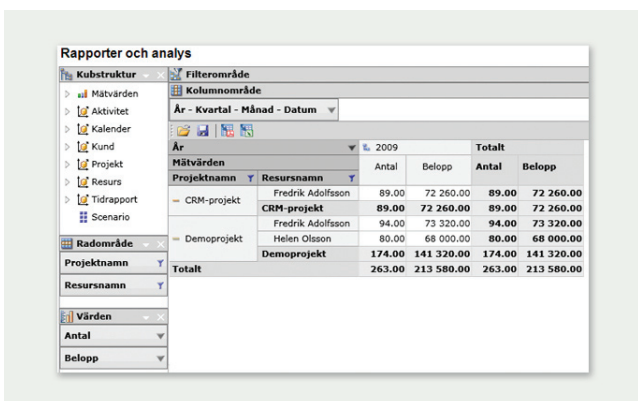 Rapporter och analys
Kubstruktur
Mätvärden
Aktivitet
Kalender
Kund
Projekt
Resurs
Tidrapport
Scenario
Radområde
Projektnamn
Resursnamn
Värden
Antal
Belopp
Filterområde
Kolumnområde
År - Kvartal - Månad - Datum
År 2009 Totalt
Mätvärden Antal Belopp Antal Belopp
Projektnamn Resursnamn
CRM-projekt Fredrik Adolfsson 89.00 72 260.00 89.00 72 260.00
CRM-projekt 89.00 72 260.00 89.00 72 260.00
Demoprojekt Fredrik Adolfsson 94.00 73 320.00 94.00 73 320.00
Helen Olsson 80.00 68 000.00 80.00 68 000.00
Demoprojekt 174.00 141 320.00 174.00 141 320.00
Totalt 263.00 213 580.00 263.00 213 580.00